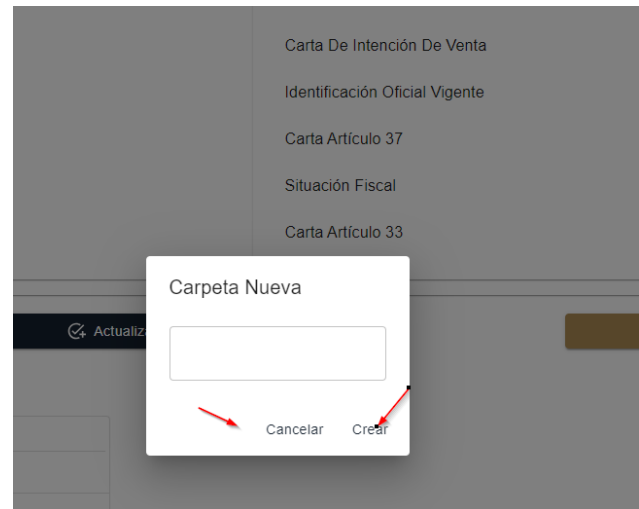 Carta De Intención De Venta
Identificación Oficial Vigente
Carta Artículo 37
Situación Fiscal
Carta Artículo 33
Carpeta Nueva
Actualiz
Cancelar
Crear